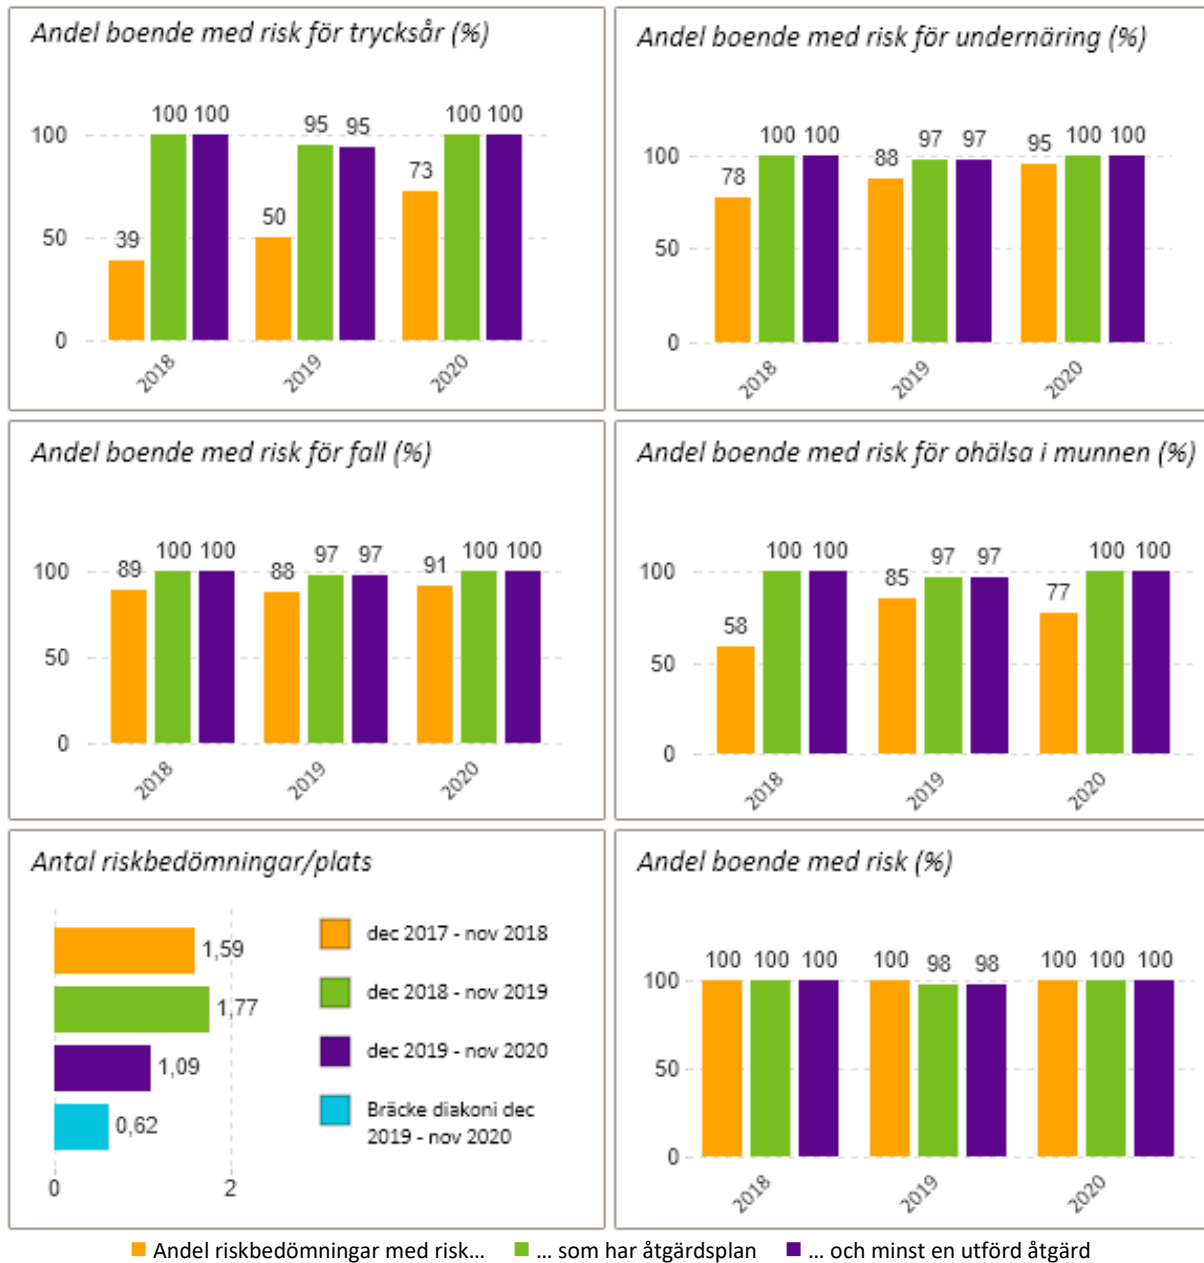 Andel boende med risk för trycksår (%)
100 100
95 95
100 100
100
73
50
50
39
0
2018 2019 2020
Andel boende med risk för undernäring (%)
100 100
97 97
100 100
100
95
88
78
50
0
2018 2019 2020
Andel boende med risk för fall (%)
100 100
97 97
100 100
100
89
88
91
50
0
2018 2019 2020
Andel boende med risk för ohälsa i munnen (%)
100 100
97 97
100 100
100
85
77
58
50
0
2018 2019 2020
Antal riskbedömningar/plats
1,59
1,77
1,09
0,62
0 2
dec 2017 - nov 2018
dec 2018 - nov 2019
dec 2019 - nov 2020
Bräcke diakoni dec
2019 - nov 2020
Andel boende med risk (%)
100 100 100 100 98 98 100 100 100
100
50
0
2018 2019 2020
Andel riskbedömningar med risk... ... som har åtgärdsplan ... och minst en utförd åtgärd